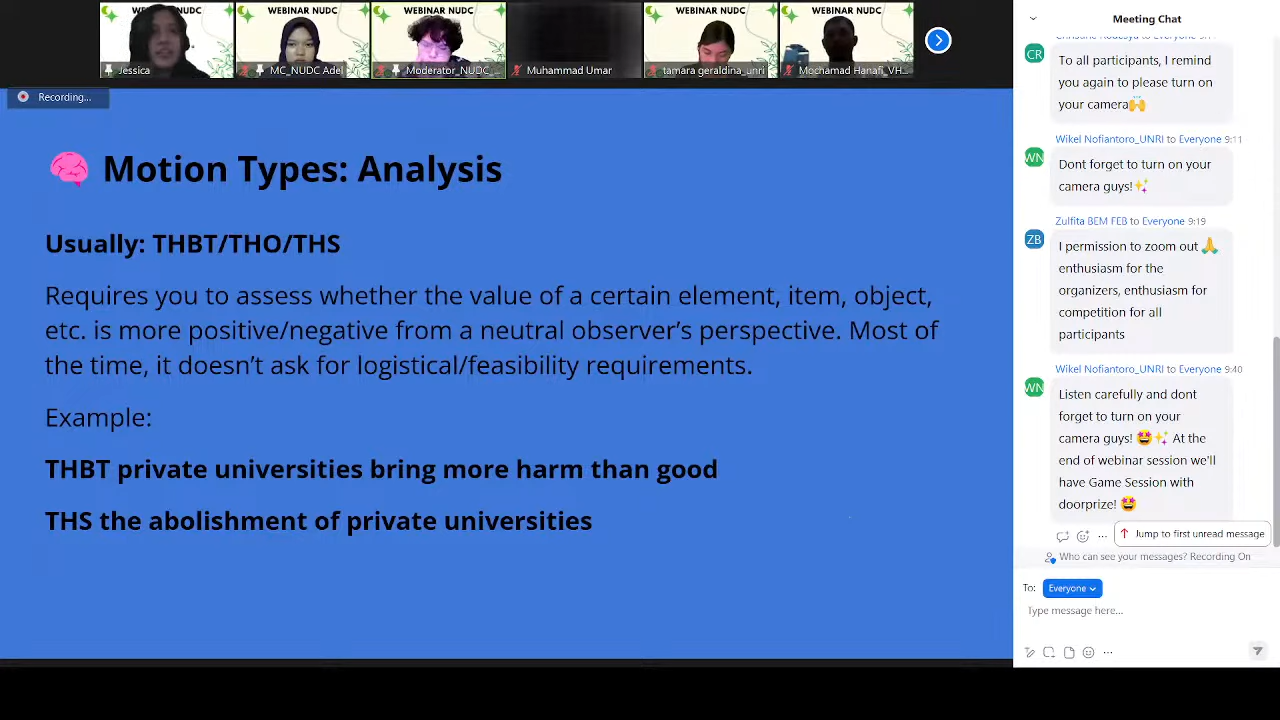 WEBINAR NUDC
WEBINAR NUDC
WEBINAR NUDC
WEBINAR NUDC
WEBINAR NUDC
Jessica
MC_NUDC Adel
Moderator_NUDC_...
Muhammad Umar
tamara geraldina_unri
Mochamad Hanafi_VH...
Recording...
🧠 Motion Types: Analysis
Usually: THBT/THO/THS
Requires you to assess whether the value of a certain element, item, object,
etc. is more positive/negative from a neutral observer’s perspective. Most of
the time, it doesn’t ask for logistical/feasibility requirements.
Example:
THBT private universities bring more harm than good
THS the abolishment of private universities
Meeting Chat
to Everyone
CR
To all participants, I remind
you again to please turn on
your camera🙌
Wikel Nofiantoro_UNRI to Everyone 9:11
WN
Dont forget to turn on your
camera guys!✨
Zulfita BEM FEB to Everyone 9:19
ZB
I permission to zoom out🙏
enthusiasm for the
organizers, enthusiasm for
competition for all
participants
Wikel Nofiantoro_UNRI to Everyone 9:40
WN
Listen carefully and dont
forget to turn on your
camera guys! 🤩✨ At the
end of webinar session we'll
have Game Session with
doorprize! 🤩
Jump to first unread message
Who can see your messages? Recording On
To: Everyone
Type message here...